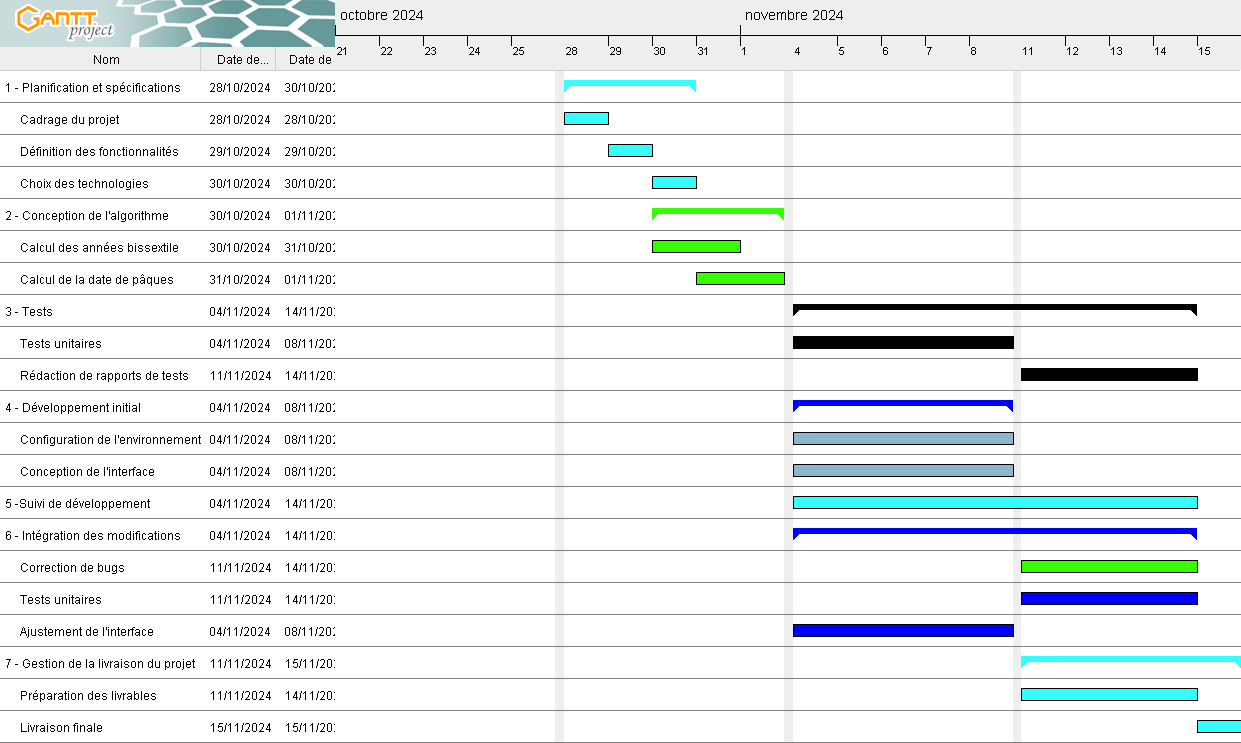 GANTT project
octobre 2024 novembre 2024
21 22 23 24 25 28 29 30 31 1 4 5 6 7 8 11 12 13 14 15
Nom Date de... Date de
1 - Planification et spécifications 28/10/2024 30/10/202
Cadrage du projet 28/10/2024 28/10/202
Définition des fonctionnalités 29/10/2024 29/10/202
Choix des technologies 30/10/2024 30/10/202
2 - Conception de l'algorithme 30/10/2024 01/11/202
Calcul des années bissextile 30/10/2024 31/10/202
Calcul de la date de pâques 31/10/2024 01/11/202
3 - Tests 04/11/2024 14/11/20
Tests unitaires 04/11/2024 08/11/202
Rédaction de rapports de tests 11/11/2024 14/11/20
4 - Développement initial 04/11/2024 08/11/202
Configuration de l'environnement 04/11/2024 08/11/202
Conception de l'interface 04/11/2024 08/11/202
5 -Suivi de développement 04/11/2024 14/11/20
6 - Intégration des modifications 04/11/2024 14/11/20
Correction de bugs 11/11/2024 14/11/20
Tests unitaires 11/11/2024 14/11/20
Ajustement de l'interface 04/11/2024 08/11/202
7 - Gestion de la livraison du projet 11/11/2024 15/11/20
Préparation des livrables 11/11/2024 14/11/20
Livraison finale 15/11/2024 15/11/20